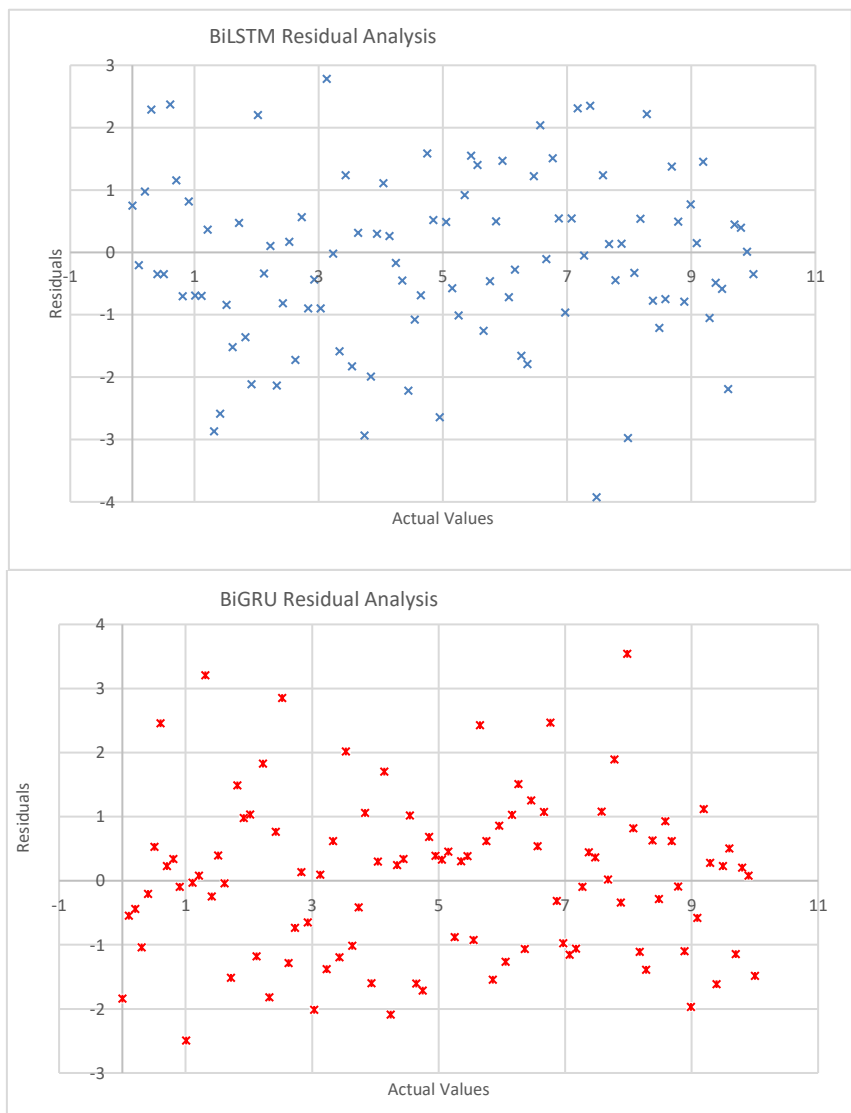 BiLSTM Residual Analysis
3
2
1
0
-1 1 3 5 7 9 11
-1
-2
-3
-4
Residuals
Actual Values
BiGRU Residual Analysis
4
3
2
1
0
-1 1 3 5 7 9 11
-1
-2
-3
Residuals
Actual Values